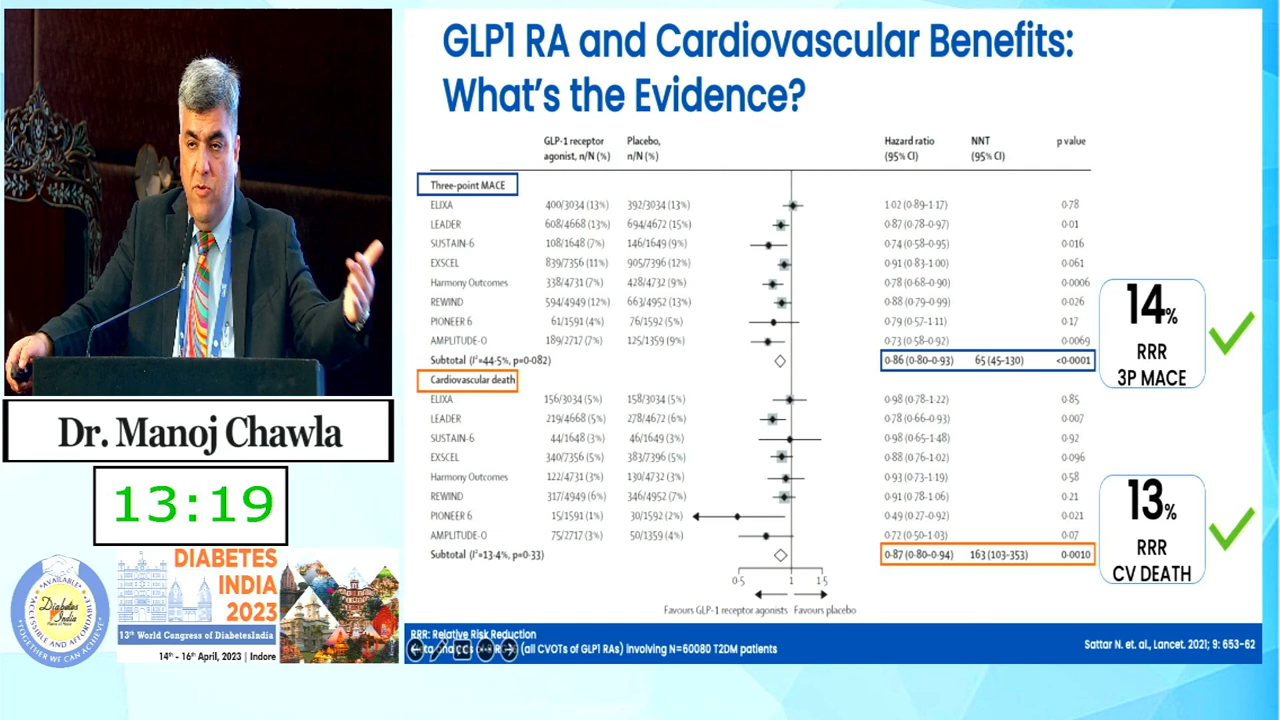 GLP1 RA and Cardiovascular Benefits:
What's the Evidence?
GLP-1 receptor agonist, n/N (%) Placebo, n/N (%) Hazard ratio (95% CI) NNT (95% CI) p value
Three-point MACE
ELIXA 400/3034 (13%) 392/3034 (13%) 1·02 (0·89-1·17) 0·78
LEADER 608/4668 (13%) 694/4672 (15%) 0·87 (0·78-0·97) 0·01
SUSTAIN-6 108/1648 (7%) 146/1649 (9%) 0·74 (0·58-0·95) 0·016
EXSCEL 839/7356 (11%) 905/7396 (12%) 0·91 (0·83-1·00) 0·061
Harmony Outcomes 338/4731 (7%) 428/4732 (9%) 0·78 (0·68-0·90) 0·0006
REWIND 594/4949 (12%) 663/4952 (13%) 0·88 (0·79-0·99) 0·026
PIONEER 6 61/1591 (4%) 76/1592 (5%) 0·79 (0·57-1·11) 0·17
AMPLITUDE-O 189/2717 (7%) 125/1359 (9%) 0·73 (0·58-0·92) 0·0069
Subtotal (I²=44·5%, p=0·082) 0·86 (0·80-0·93) 65 (45-130) <0·0001
Cardiovascular death
ELIXA 156/3034 (5%) 158/3034 (5%) 0·98 (0·78-1·22) 0·85
LEADER 219/4668 (5%) 278/4672 (6%) 0·78 (0·66-0·93) 0·007
SUSTAIN-6 44/1648 (3%) 46/1649 (3%) 0·98 (0·65-1·48) 0·92
EXSCEL 340/7356 (5%) 383/7396 (5%) 0·88 (0·76-1·02) 0·096
Harmony Outcomes 122/4731 (3%) 130/4732 (3%) 0·93 (0·73-1·19) 0·58
REWIND 317/4949 (6%) 346/4952 (7%) 0·91 (0·78-1·06) 0·21
PIONEER 6 15/1591 (1%) 30/1592 (2%) 0·49 (0·27-0·92) 0·021
AMPLITUDE-O 75/2717 (3%) 50/1359 (4%) 0·72 (0·50-1·03) 0·07
Subtotal (I²=13·4%, p=0·33) 0·87 (0·80-0·94) 163 (103-353) 0·0010
0·5 1 1·5
Favours GLP-1 receptor agonists Favours placebo
14%
RRR
3P MACE
13%
RRR
CV DEATH
RRR: Relative Risk Reduction
(all CVOTs of GLP1 RAs) involving N=60080 T2DM patients
Sattar N. et. al., Lancet. 2021; 9: 653-62
Dr. Manoj Chawla
13:19
AVAILABLE
ACCESSIBLE AND AFFORDABLE
Diabetes
India
TOGETHER WE CAN ACHIEVE
DIABETES
INDIA
2023
13th World Congress of DiabetesIndia
14th - 16th April, 2023 | Indore